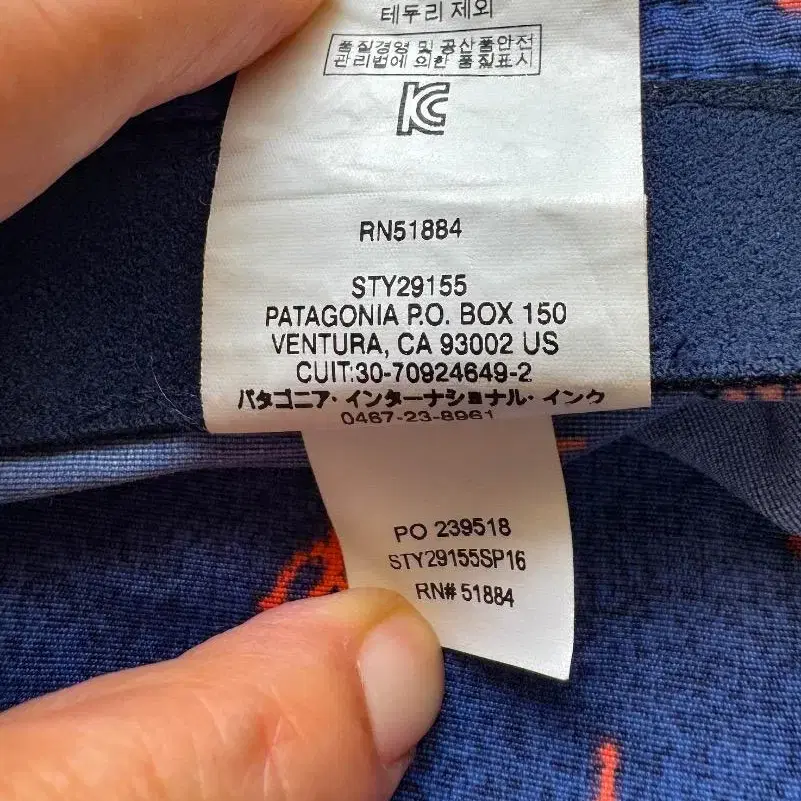 테두리 제외
품질경영 및 공산품안전
관리법에 의한 품질표시
KC
RN51884
STY29155
PATAGONIA P.O. BOX 150
VENTURA, CA 93002 US
CUIT:30-70924649-2
パタゴニア・インターナショナル・インク
0467-23-8961
PO 239518
STY29155SP16
RN# 51884